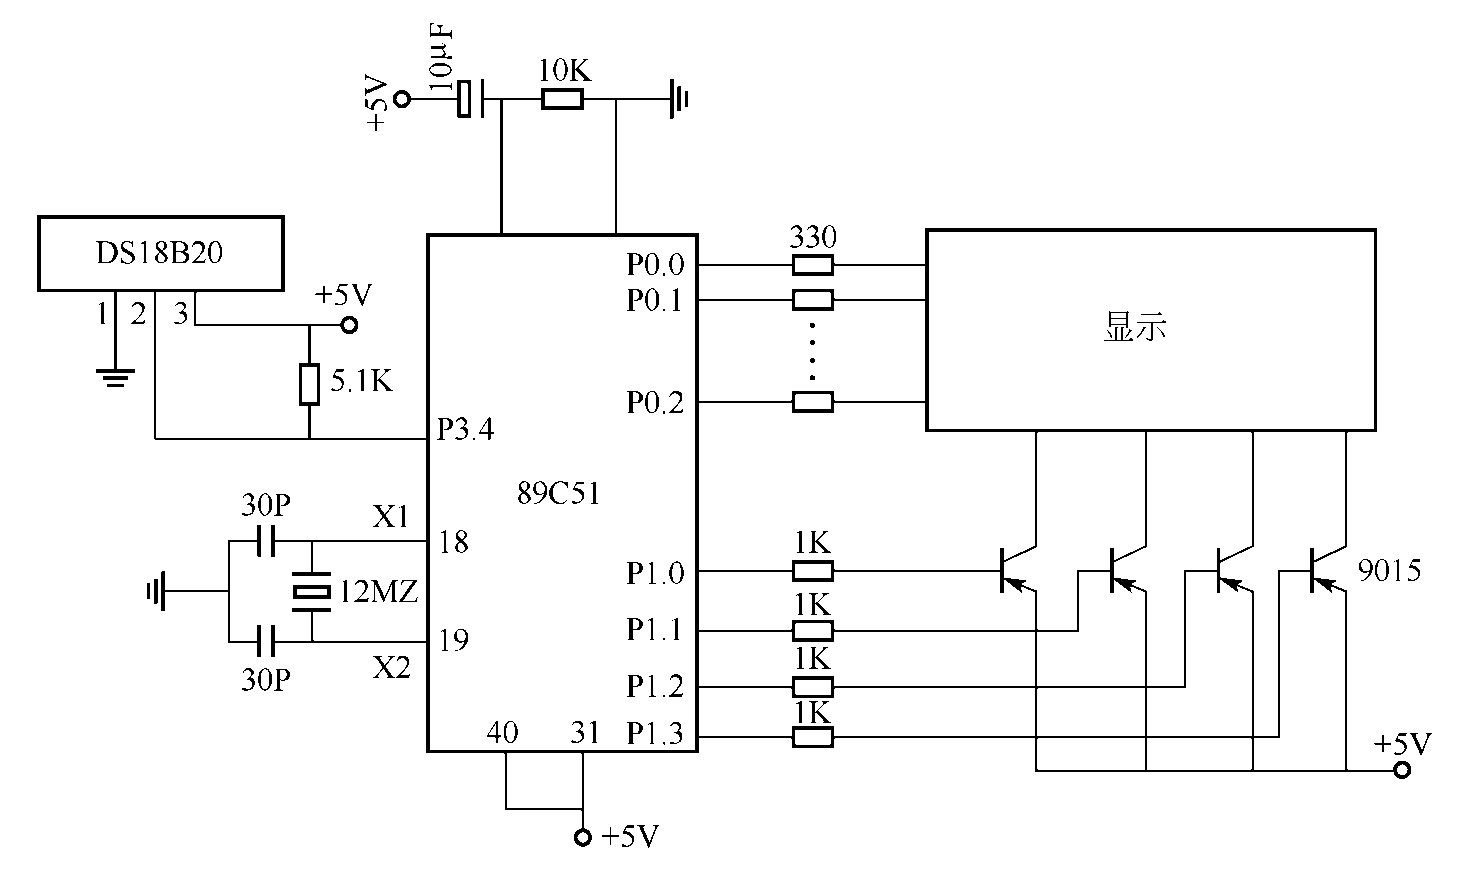 +5V
10μF
10K
DS18B20
1
2
3
+5V
5.1K
P3.4
30P
X1
18
12MZ
19
X2
30P
89C51
40
31
+5V
P0.0
P0.1
P0.2
P1.0
P1.1
P1.2
P1.3
330
1K
1K
1K
1K
显示
9015
+5V